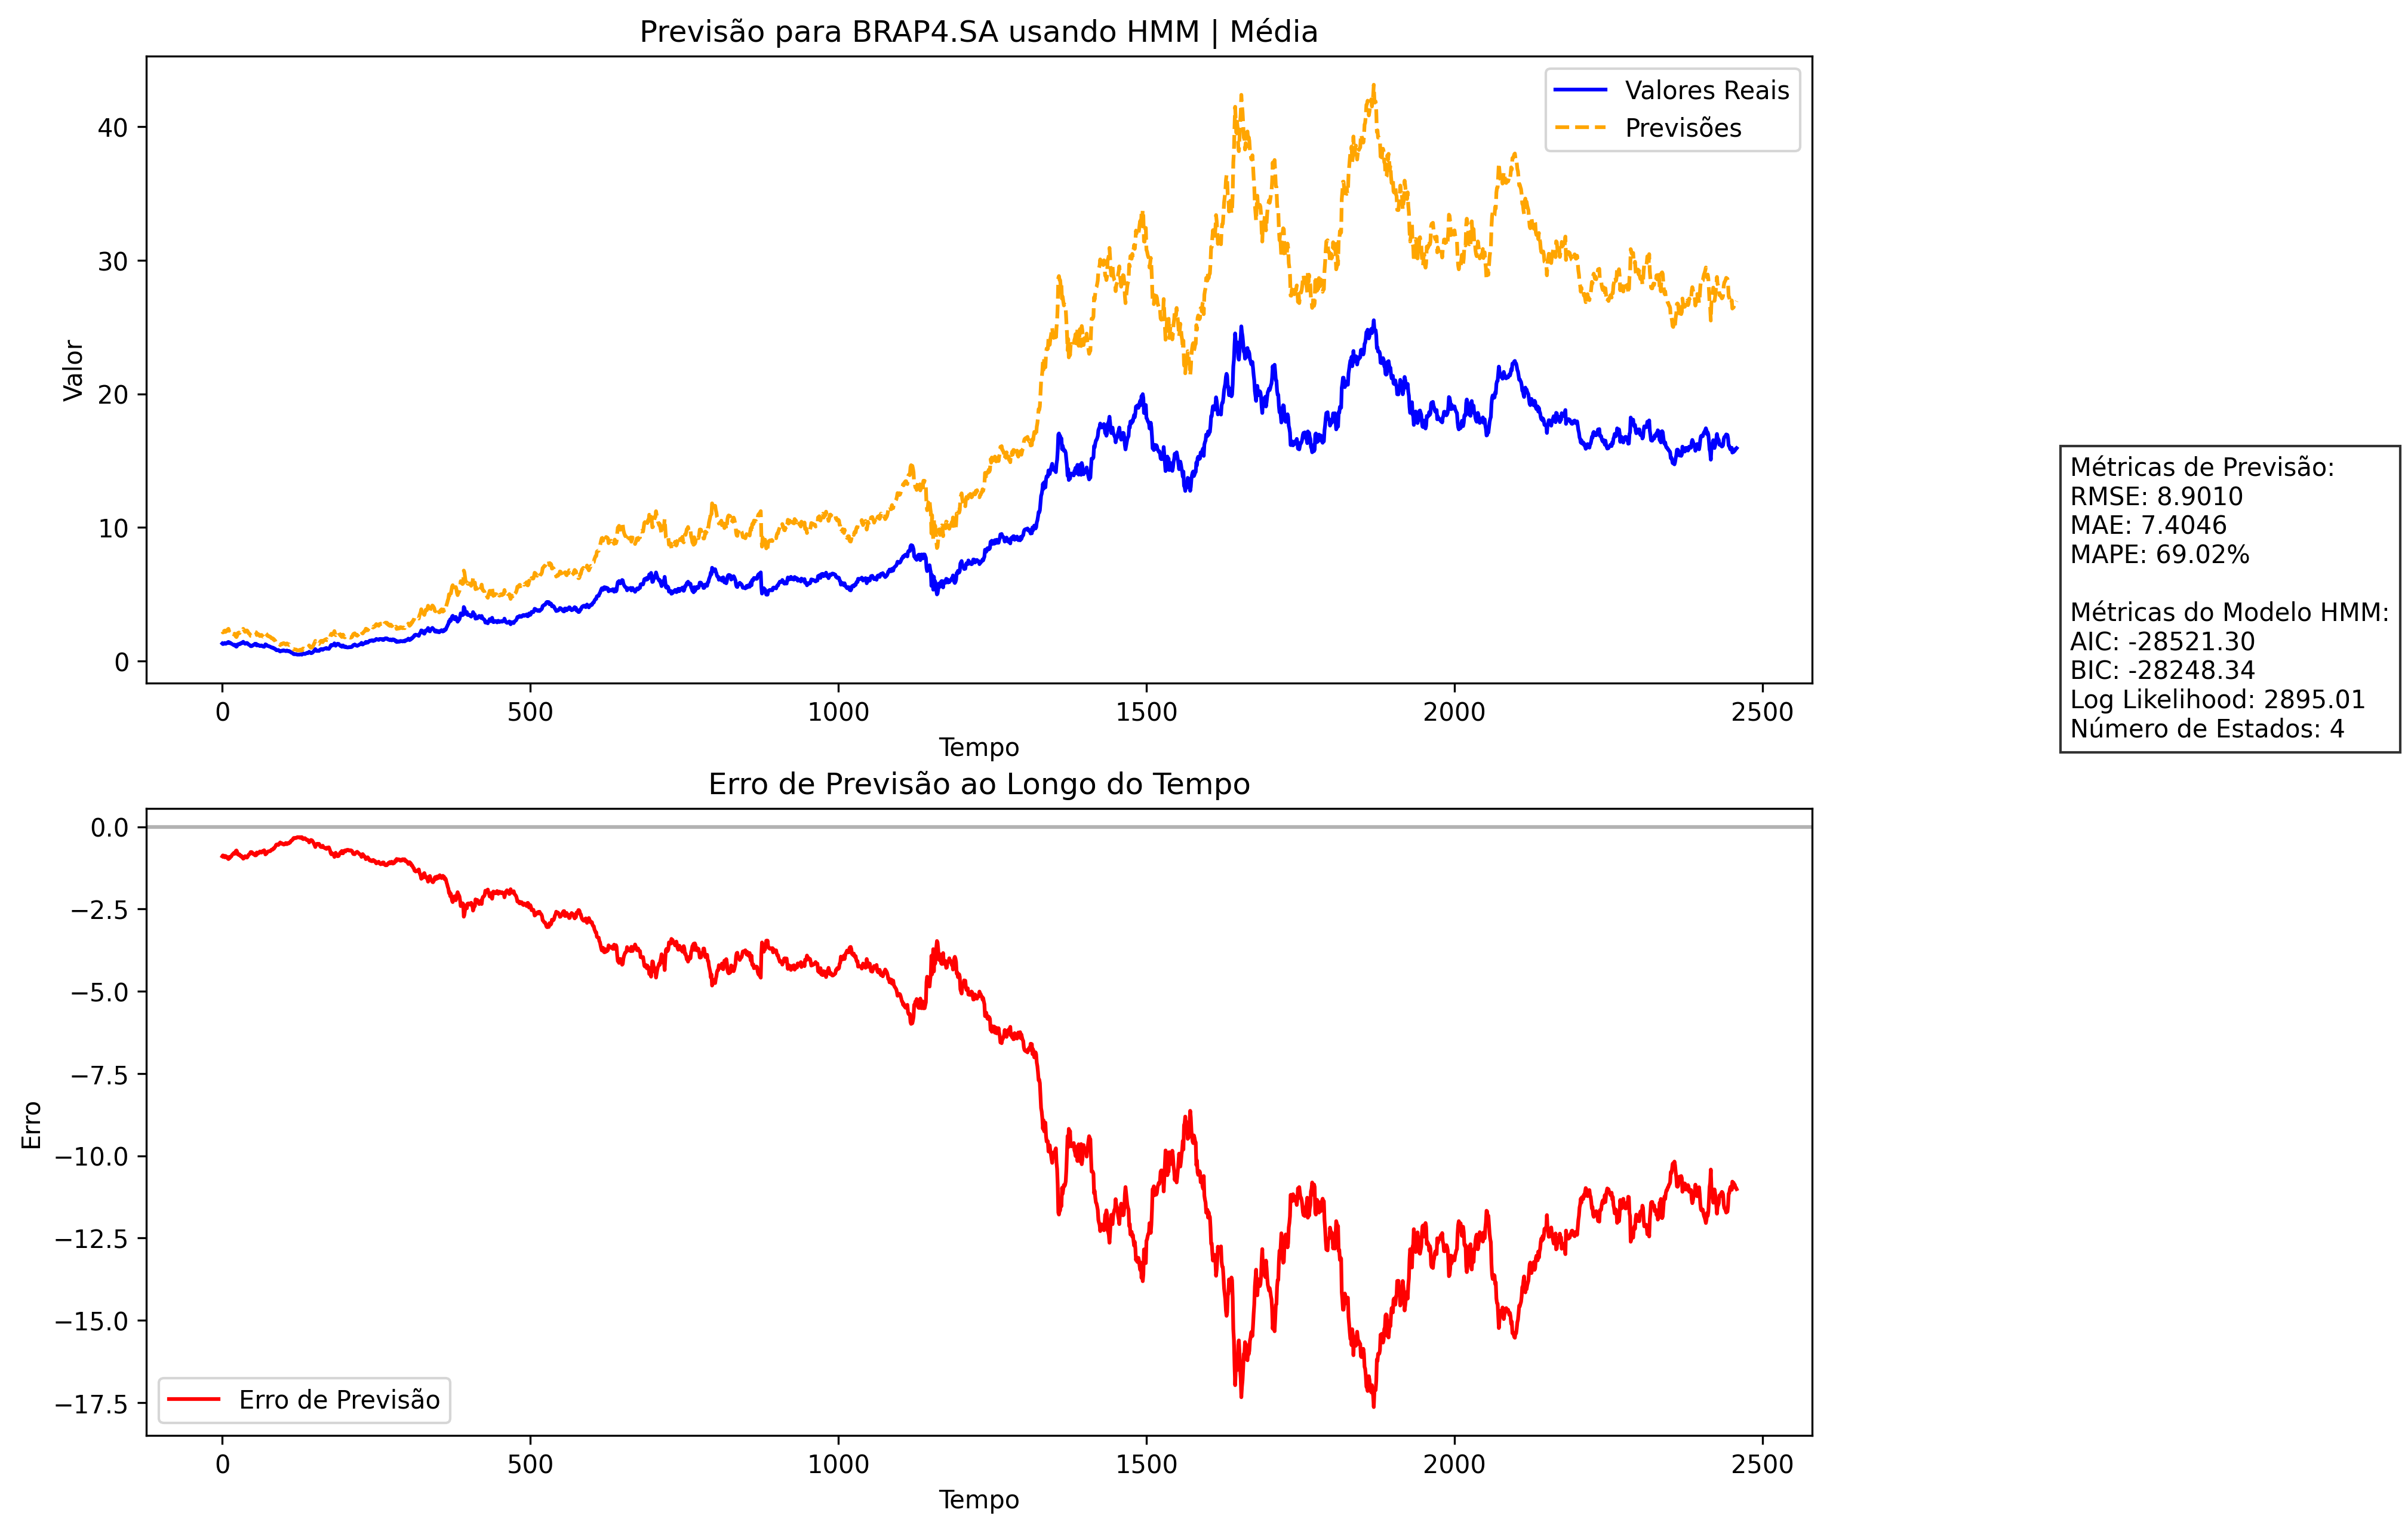 Previsão para BRAP4.SA usando HMM | Média
Valor
40
30
20
10
0
Valores Reais
Previsões
0
500
1000
1500
2000
2500
Tempo
Métricas de Previsão:
RMSE: 8.9010
MAE: 7.4046
MAPE: 69.02%
Métricas do Modelo HMM:
AIC: -28521.30
BIC: -28248.34
Log Likelihood: 2895.01
Número de Estados: 4
Erro de Previsão ao Longo do Tempo
Erro
0.0
−2.5
−5.0
−7.5
−10.0
−12.5
−15.0
−17.5
Erro de Previsão
0
500
1000
1500
2000
2500
Tempo